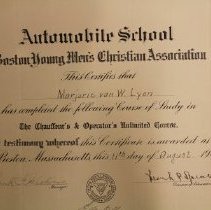 Automobile School
Boston Young Men's Christian Association
This Certifies that
Marjorie van W. Lyon
has completed the following Course of Study in
The Chauffeur's & Operator's Unlimited Course.
testimony whereof this Certificate is awarded at
Boston Massachusetts this 11th day of August